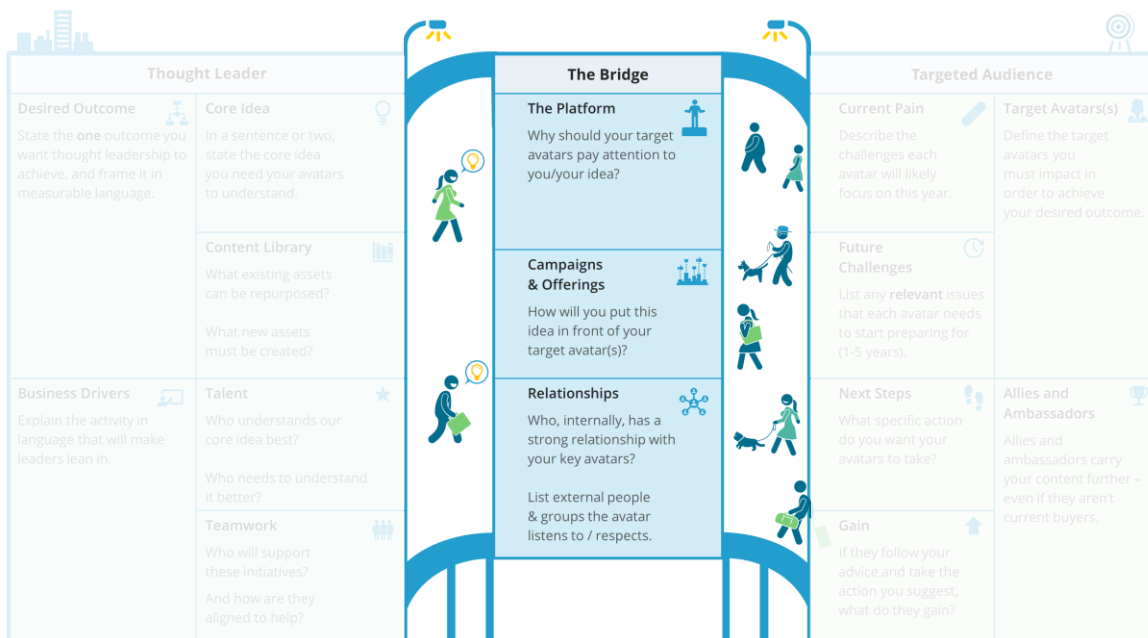 Thought Leader
Desired Outcome
State the one outcome you
want thought leadership to
achieve, and frame it in
measurable language.
Business Drivers
Explain the activity in
language that will make
leaders lean in.
Core Idea
In a sentence or two,
state the core idea
you need your avatars
to understand.
Content Library
What existing assets
can be repurposed?
What new assets
must be created?
Talent
Who understands our
core idea best?
Who needs to understand
it better?
Teamwork
Who will support
these initiatives?
And how are they
aligned to help?
The Bridge
The Platform
Why should your target
avatars pay attention to
you/your idea?
Campaigns
& Offerings
How will you put this
idea in front of your
target avatar(s)?
Relationships
Who, internally, has a
strong relationship with
your key avatars?
List external people
& groups the avatar
listens to / respects.
Targeted Audience
Current Pain
Describe the
challenges each
avatar will likely
focus on this year.
Future
Challenges
List any relevant issues
that each avatar needs
to start preparing for
(1-5 years).
Next Steps
What specific action
do you want your
avatars to take?
Gain
If they follow your
advice and take the
action you suggest,
what do they gain?
Target Avatars(s)
Define the target
avatars you
must impact in
order to achieve
your desired outcome.
Allies and
Ambassadors
Allies and
ambassadors carry
your content further –
even if they aren't
current buyers.